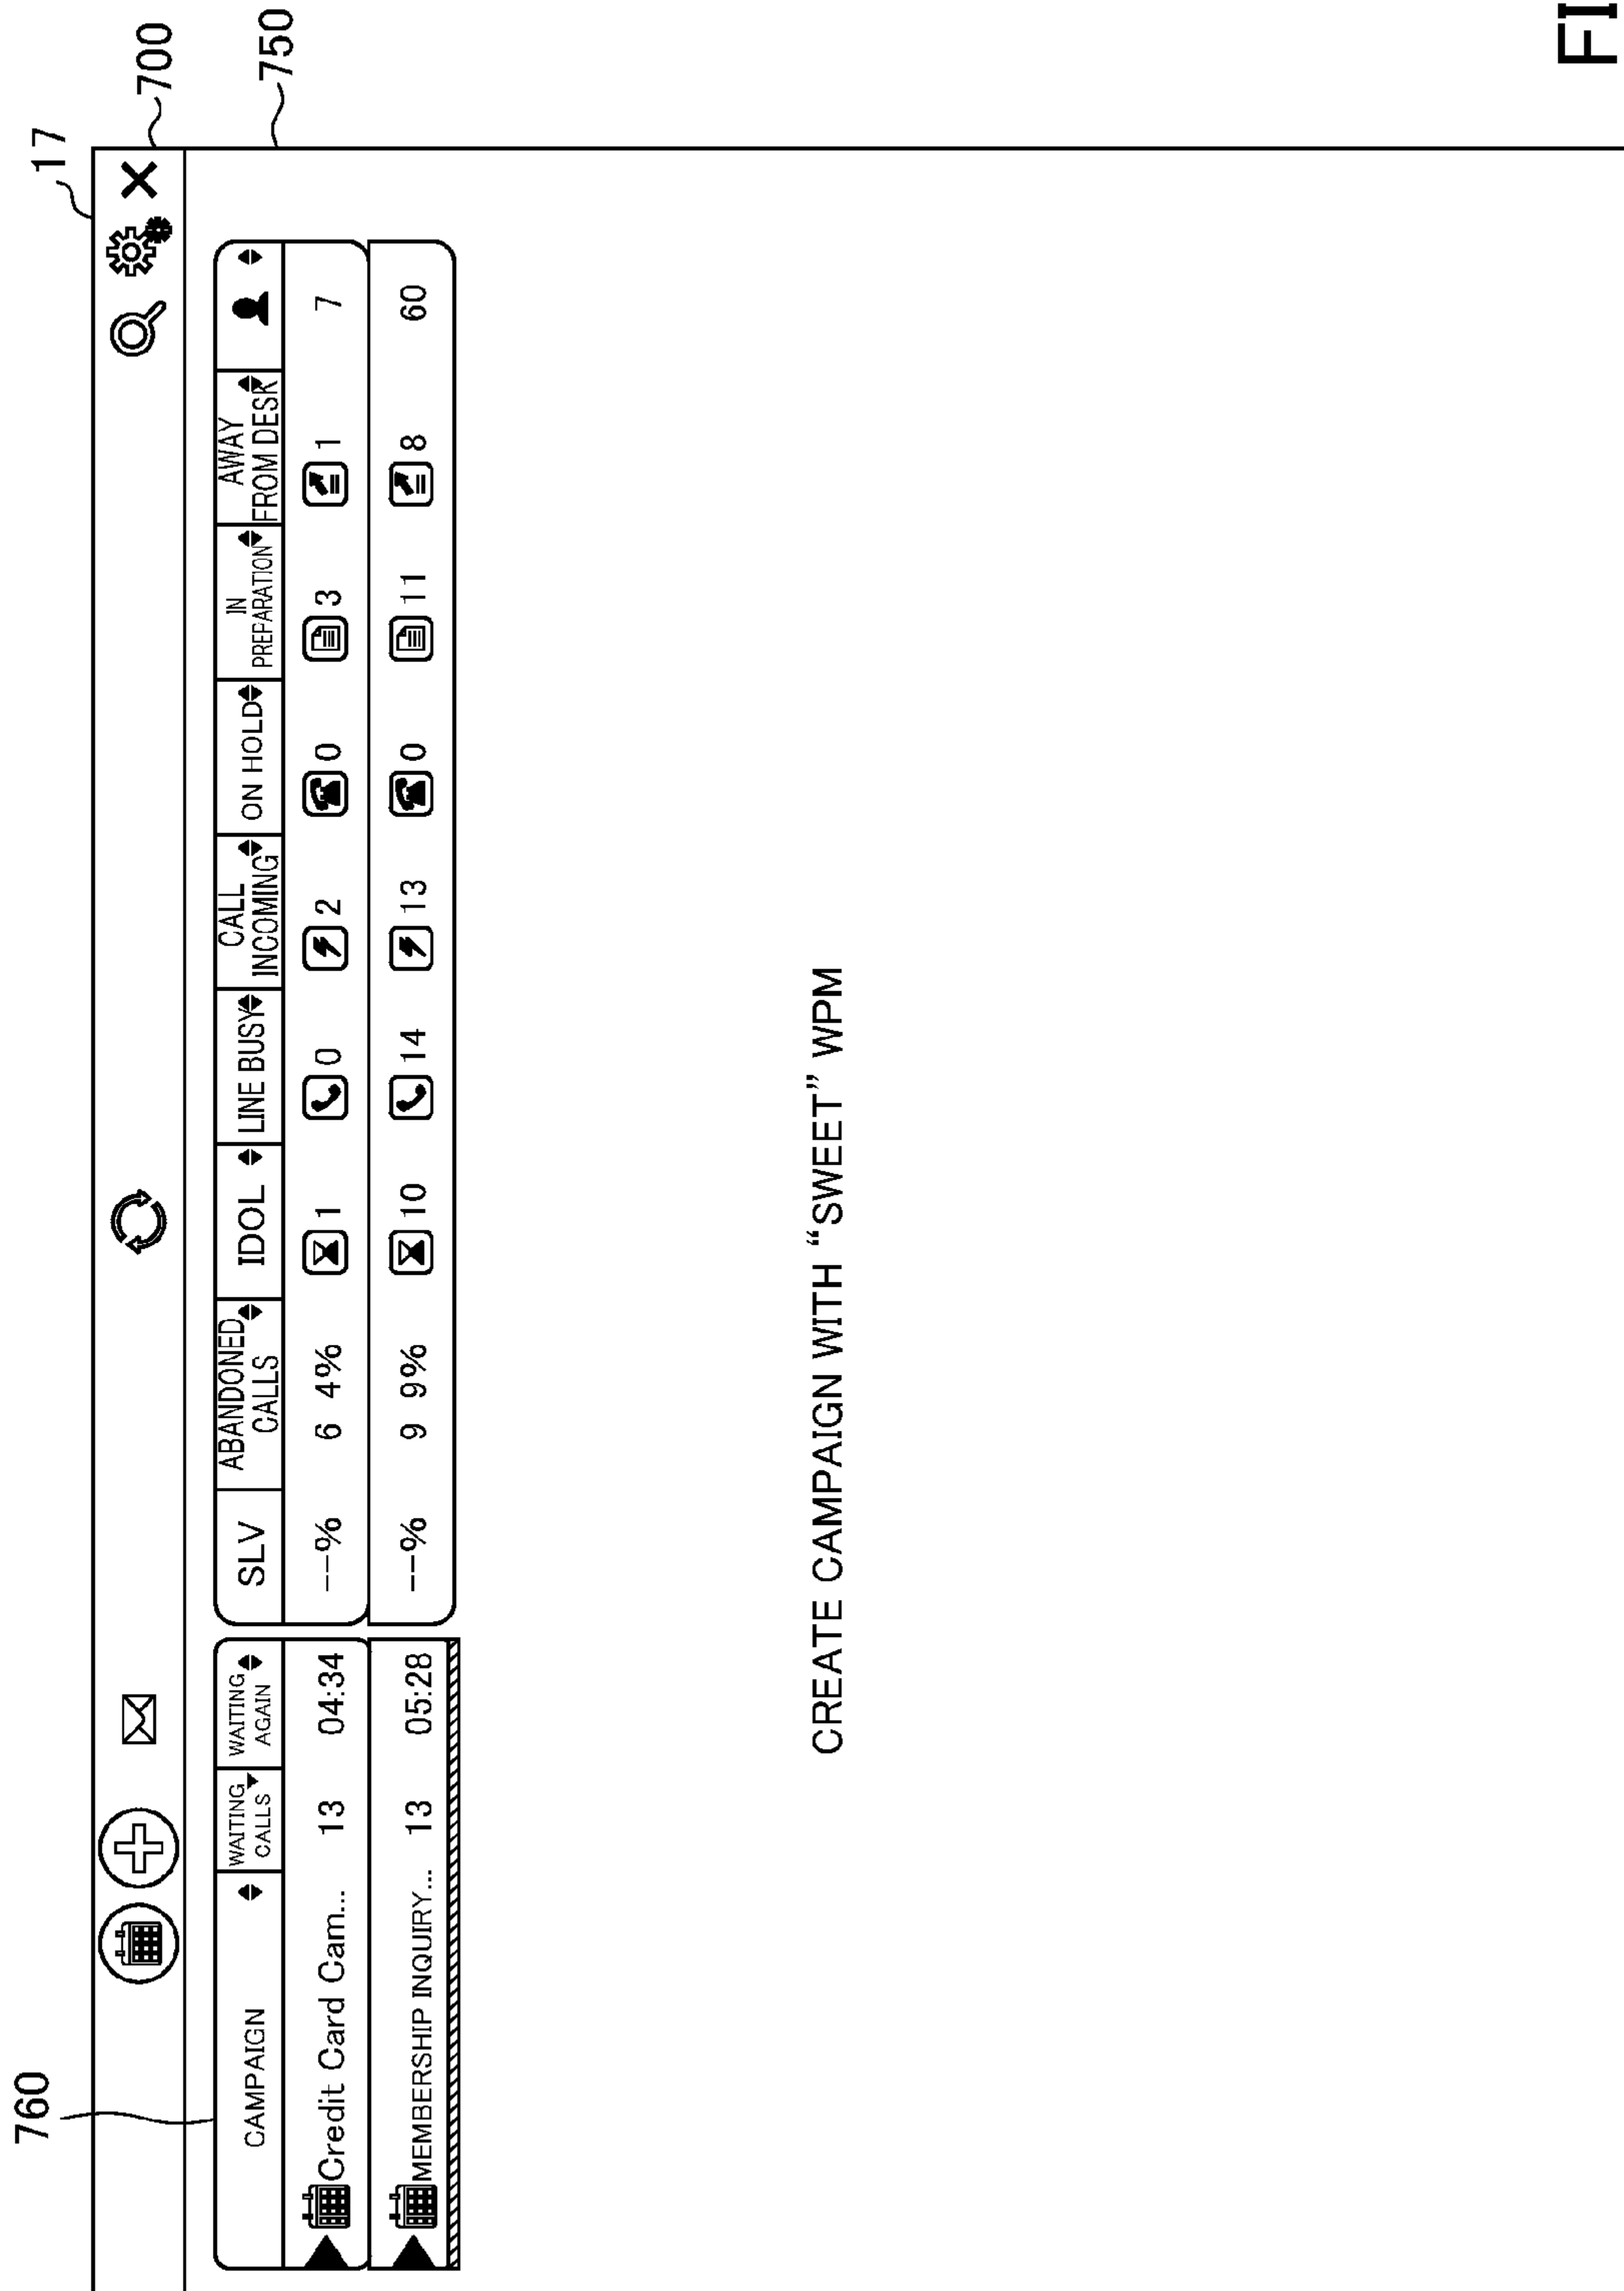 17
700
750
760
CAMPAIGN
WAITING CALLS
WAITING AGAIN
SLV
ABANDONED CALLS
IDOL
LINE BUSY
CALL INCOMING
ON HOLD
IN PREPARATION
AWAY FROM DESK
Credit Card Cam... 13 04:34 --% 6 4% 1 0 2 0 3 1 7
MEMBERSHIP INQUIRY... 13 05:28 --% 9 9% 10 14 13 0 11 8 60
CREATE CAMPAIGN WITH “SWEET” WPM
FI